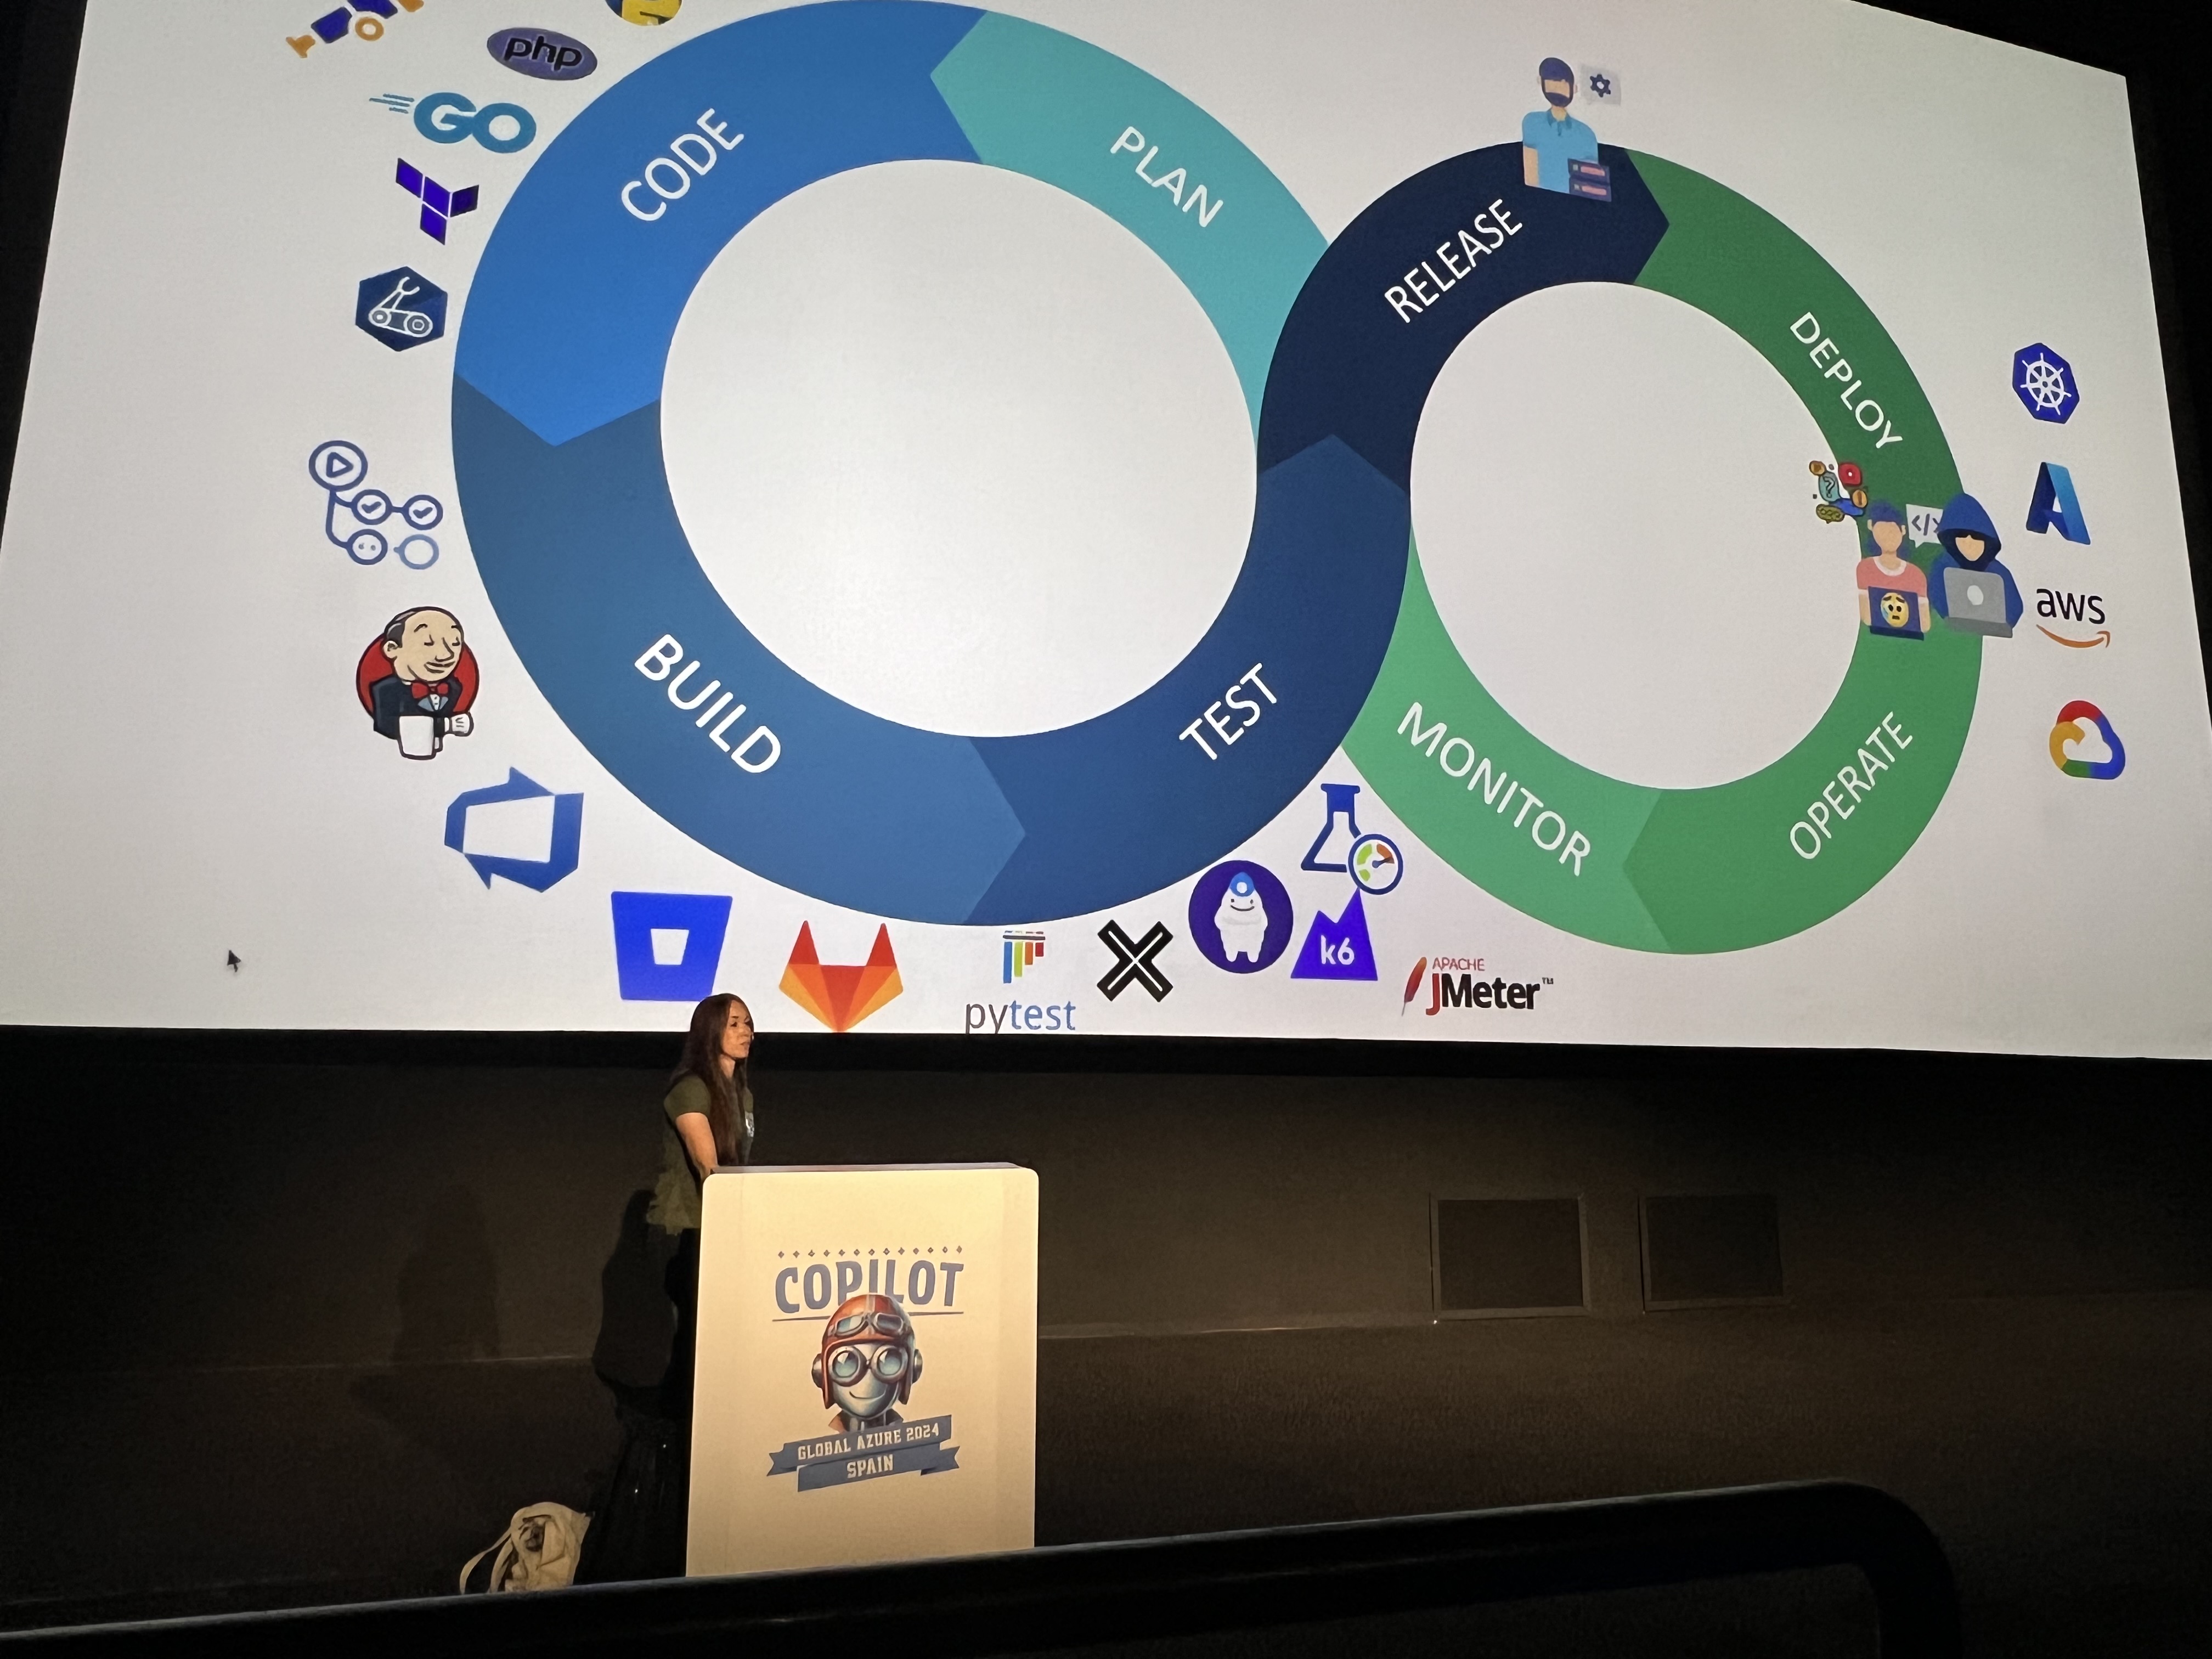 php
GO
CODE
PLAN
RELEASE
DEPLOY
</>
aws
BUILD
TEST
MONITOR
OPERATE
k6
pytest
APACHE
JMeter™
COPILOT
GLOBAL AZURE 2024
SPAIN